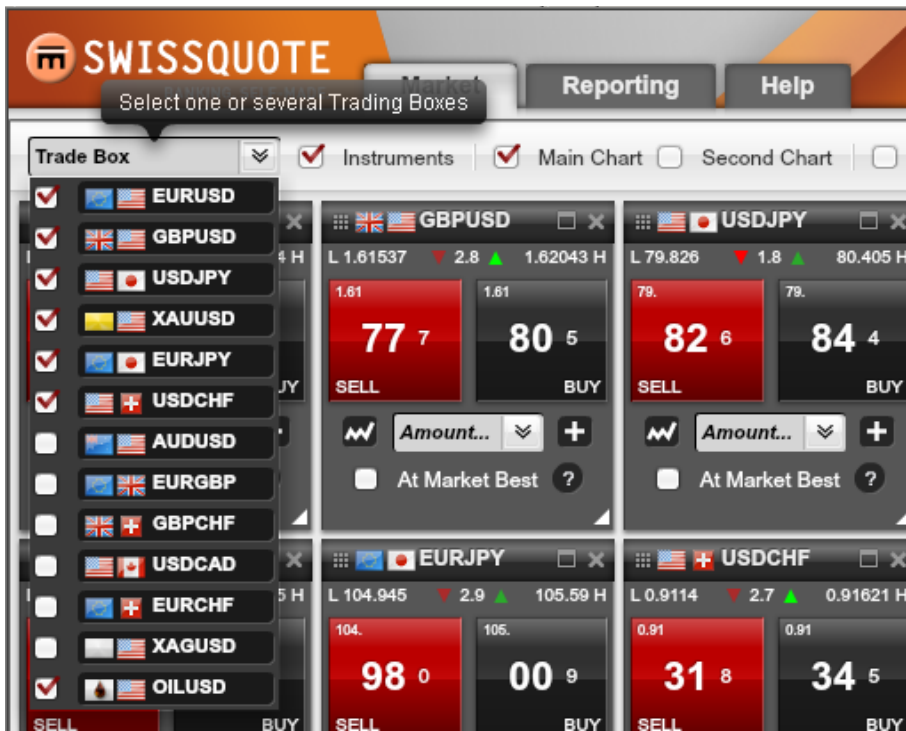 SWISSQUOTE
Market
Reporting
Help
Select one or several Trading Boxes
Trade Box
Instruments
Main Chart
Second Chart
EURUSD
GBPUSD
USDJPY
XAUUSD
EURJPY
USDCHF
AUDUSD
EURGBP
GBPCHF
USDCAD
EURCHF
XAGUSD
OILUSD
4 H
UY
5 H
SELL BUY
GBPUSD
L 1.61537 2.8 1.62043 H
1.61 1.61
77 7 80 5
SELL BUY
Amount...
At Market Best ?
USDJPY
L 79.826 1.8 80.405 H
79. 79.
82 6 84 4
SELL BUY
Amount...
At Market Best ?
EURJPY
L 104.945 2.9 105.59 H
104. 105.
98 0 00 9
SELL BUY
USDCHF
L 0.9114 2.7 0.91621 H
0.91 0.91
31 8 34 5
SELL BUY